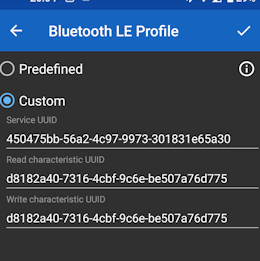 Bluetooth LE Profile
Predefined
Custom
Service UUID
450475bb-56a2-4c97-9973-301831e65a30
Read characteristic UUID
d8182a40-7316-4cbf-9c6e-be507a76d775
Write characteristic UUID
d8182a40-7316-4cbf-9c6e-be507a76d775